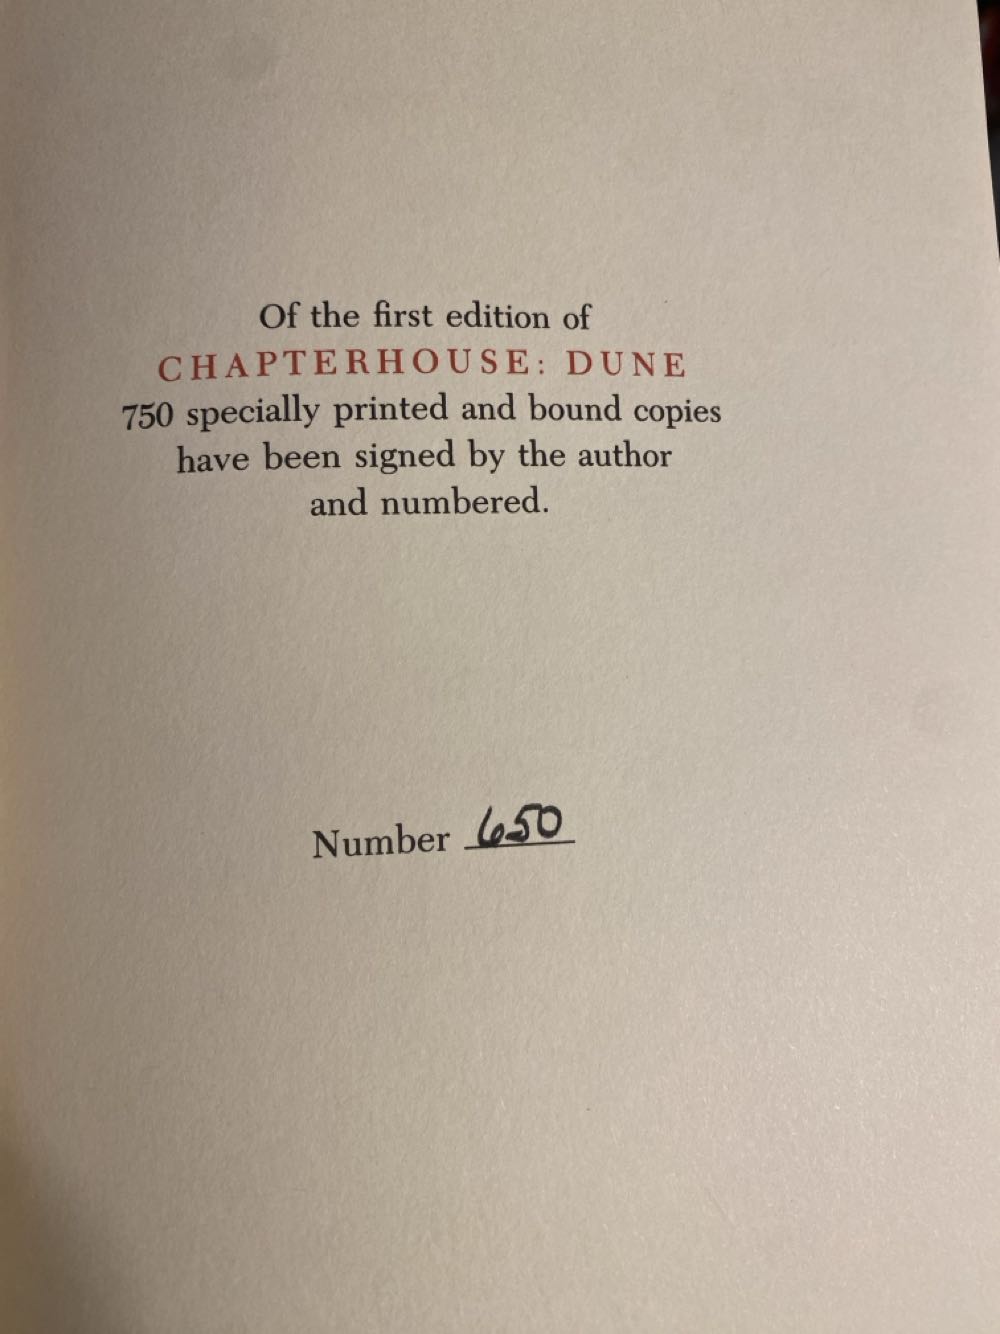 Of the first edition of
CHAPTERHOUSE: DUNE
750 specially printed and bound copies
have been signed by the author
and numbered.
Number 650